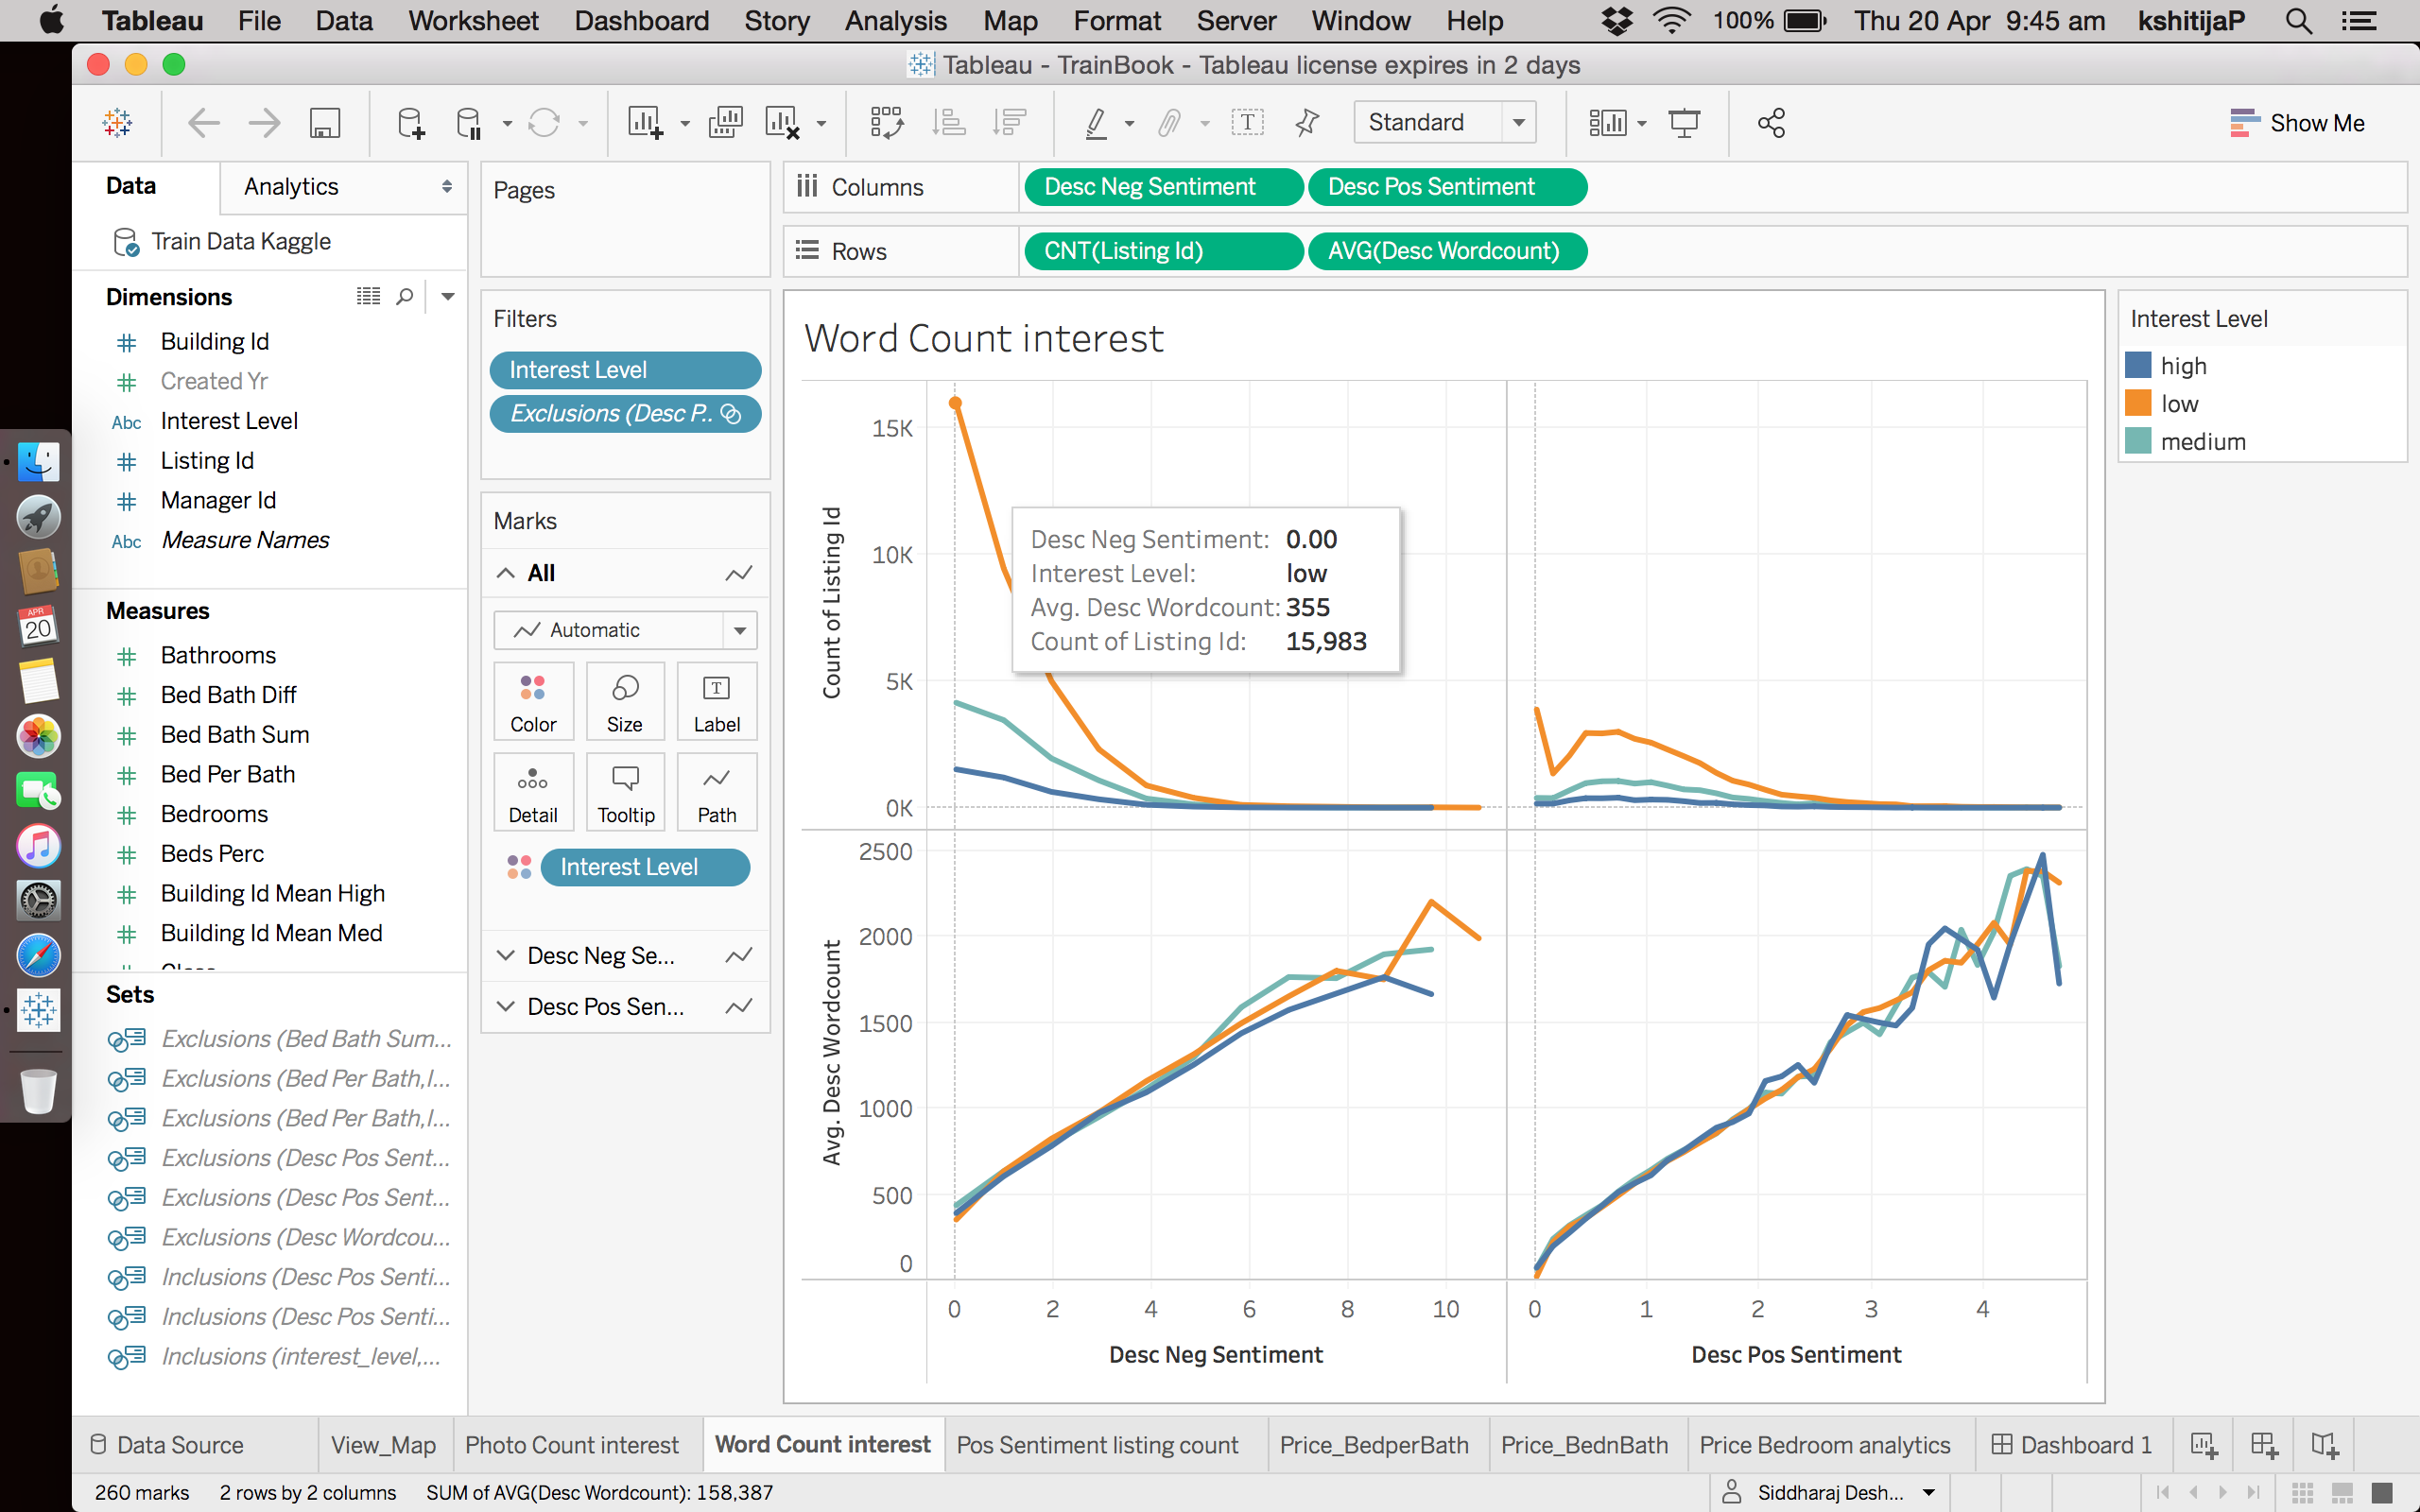 Tableau File Data Worksheet Dashboard Story Analysis Map Format Server Window Help 100% Thu 20 Apr 9:45 am kshitijaP
Tableau - TrainBook - Tableau license expires in 2 days
Standard
Show Me
Data Analytics
Train Data Kaggle
Dimensions
Building Id
Created Yr
Abc Interest Level
Listing Id
Manager Id
Abc Measure Names
Measures
Bathrooms
Bed Bath Diff
Bed Bath Sum
Bed Per Bath
Bedrooms
Beds Perc
Building Id Mean High
Building Id Mean Med
Sets
Exclusions (Bed Bath Sum...
Exclusions (Bed Per Bath,I...
Exclusions (Bed Per Bath,I...
Exclusions (Desc Pos Sent...
Exclusions (Desc Pos Sent...
Exclusions (Desc Wordcou...
Inclusions (Desc Pos Senti...
Inclusions (Desc Pos Senti...
Inclusions (interest_level,...
Pages
Filters
Interest Level
Exclusions (Desc P..
Marks
All
Automatic
Color Size Label
Detail Tooltip Path
Interest Level
Desc Neg Se...
Desc Pos Sen...
Columns Desc Neg Sentiment Desc Pos Sentiment
Rows CNT(Listing Id) AVG(Desc Wordcount)
Word Count interest
Count of Listing Id
15K
10K
5K
0K
Desc Neg Sentiment: 0.00
Interest Level: low
Avg. Desc Wordcount: 355
Count of Listing Id: 15,983
Avg. Desc Wordcount
2500
2000
1500
1000
500
0
0 2 4 6 8 10 0 1 2 3 4
Desc Neg Sentiment Desc Pos Sentiment
Interest Level
high
low
medium
APR
20
Data Source View_Map Photo Count interest Word Count interest Pos Sentiment listing count Price_BedperBath Price_BednBath Price Bedroom analytics Dashboard 1
260 marks 2 rows by 2 columns SUM of AVG(Desc Wordcount): 158,387 Siddharaj Desh...